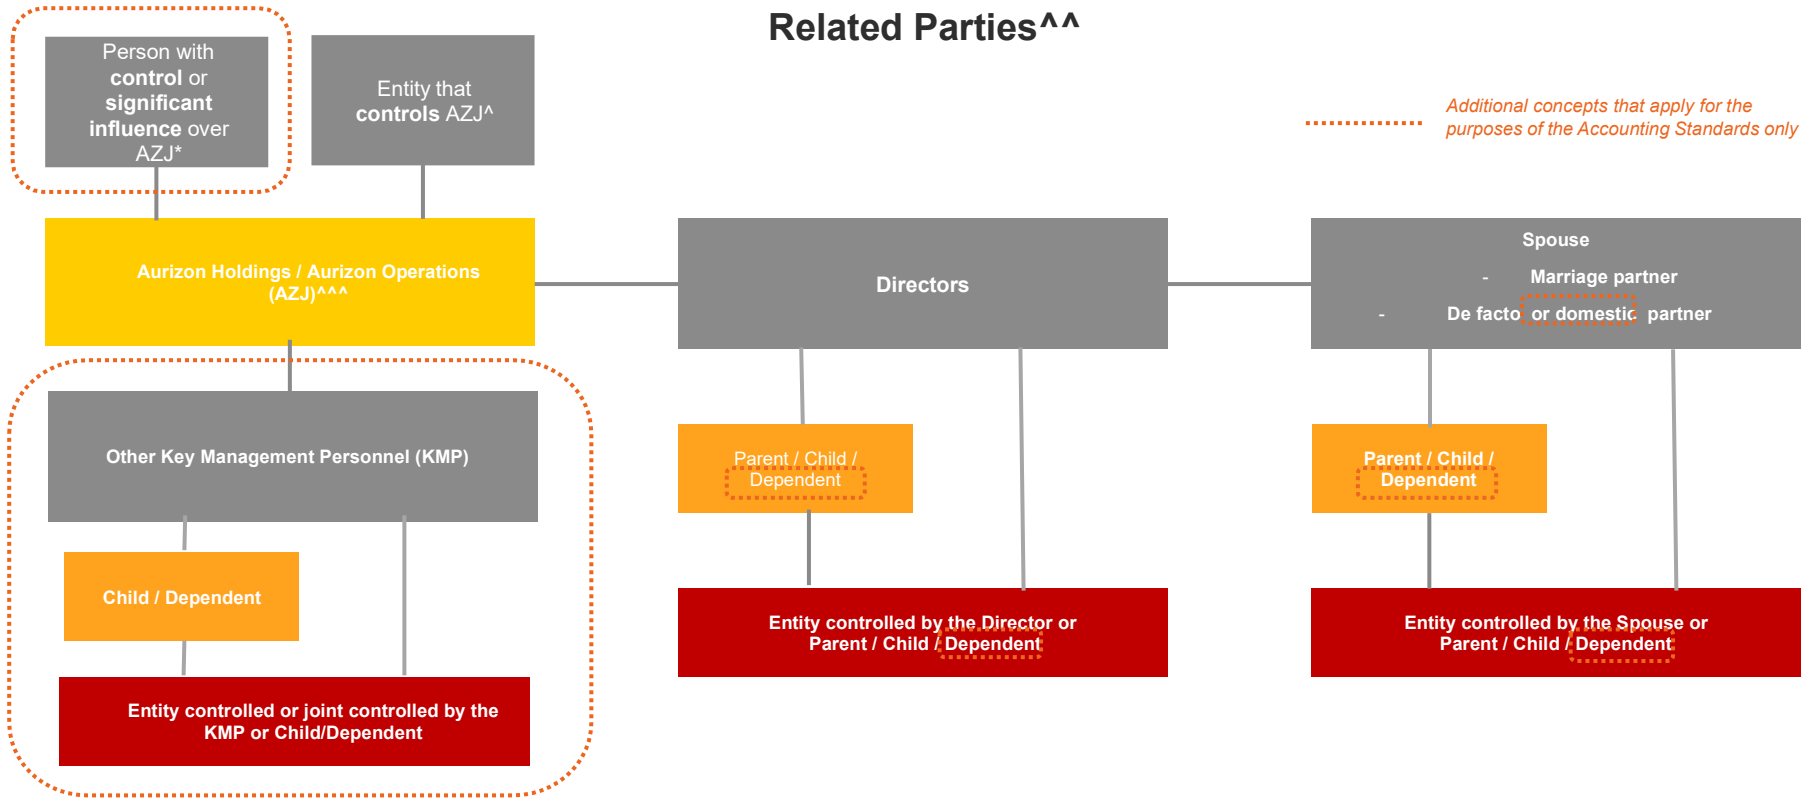 Related Parties^^
Person with
control or
significant
influence over
AZJ*
Entity that
controls AZJ^
Additional concepts that apply for the
purposes of the Accounting Standards only
Aurizon Holdings / Aurizon Operations
(AZJ)^^^
Directors
Spouse
- Marriage partner
- De facto or domestic partner
Other Key Management Personnel (KMP)
Parent / Child /
Dependent
Parent / Child /
Dependent
Child / Dependent
Entity controlled by the Director or
Parent / Child / Dependent
Entity controlled by the Spouse or
Parent / Child / Dependent
Entity controlled or joint controlled by the
KMP or Child/Dependent